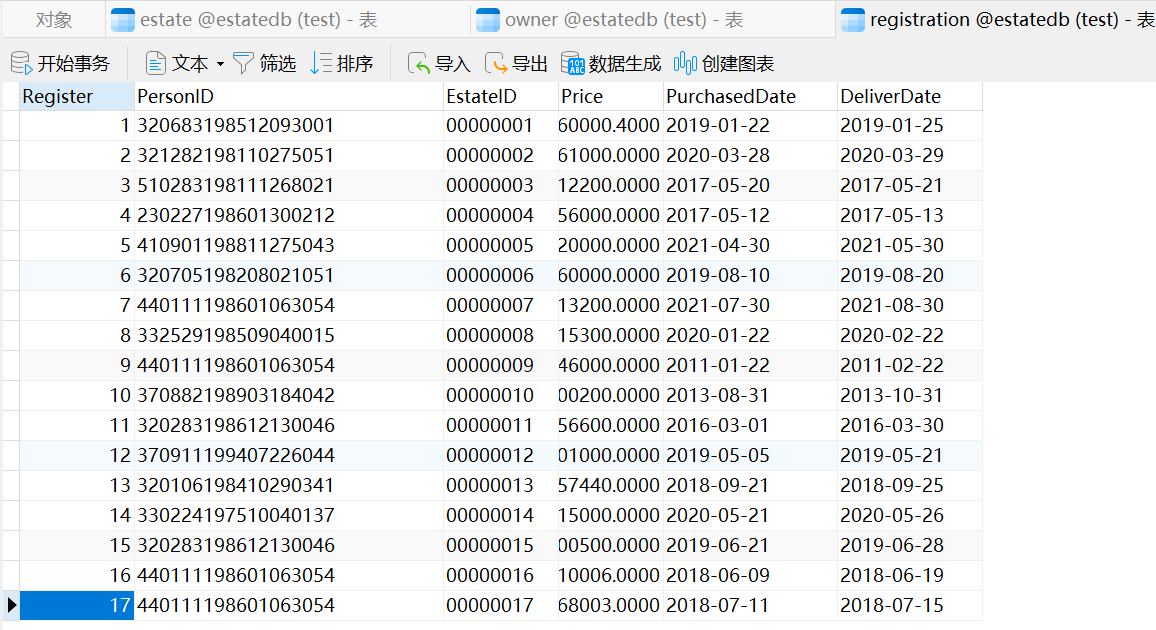 对象 estate @estatedb (test) - 表 owner @estatedb (test) - 表 registration @estatedb (test) - 表
开始事务 文本 筛选 排序 导入 导出 数据生成 创建图表
Register PersonID EstateID Price PurchasedDate DeliverDate
1 320683198512093001 00000001 60000.4000 2019-01-22 2019-01-25
2 321282198110275051 00000002 61000.0000 2020-03-28 2020-03-29
3 510283198111268021 00000003 12200.0000 2017-05-20 2017-05-21
4 230227198601300212 00000004 56000.0000 2017-05-12 2017-05-13
5 410901198811275043 00000005 20000.0000 2021-04-30 2021-05-30
6 320705198208021051 00000006 60000.0000 2019-08-10 2019-08-20
7 440111198601063054 00000007 13200.0000 2021-07-30 2021-08-30
8 332529198509040015 00000008 15300.0000 2020-01-22 2020-02-22
9 440111198601063054 00000009 46000.0000 2011-01-22 2011-02-22
10 370882198903184042 00000010 00200.0000 2013-08-31 2013-10-31
11 320283198612130046 00000011 56600.0000 2016-03-01 2016-03-30
12 370911199407226044 00000012 01000.0000 2019-05-05 2019-05-21
13 320106198410290341 00000013 57440.0000 2018-09-21 2018-09-25
14 330224197510040137 00000014 15000.0000 2020-05-21 2020-05-26
15 320283198612130046 00000015 00500.0000 2019-06-21 2019-06-28
16 440111198601063054 00000016 10006.0000 2018-06-09 2018-06-19
17 440111198601063054 00000017 68003.0000 2018-07-11 2018-07-15